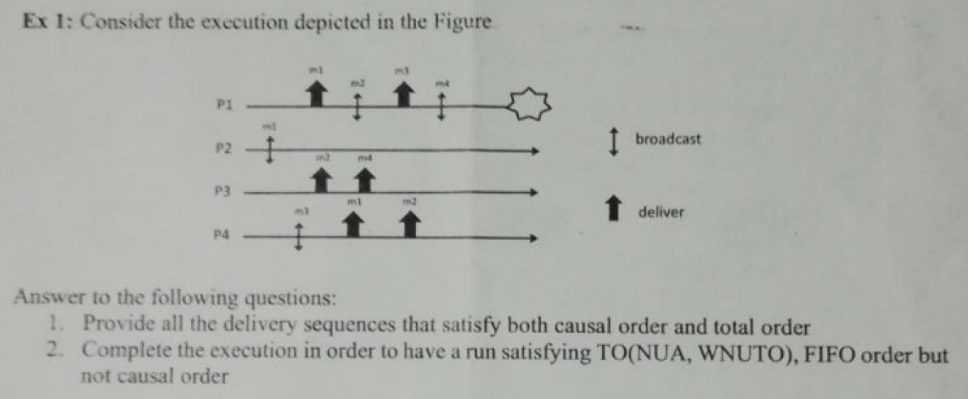 Ex 1: Consider the execution depicted in the Figure
m1 m2 m3 m4
P1
m1
P2 broadcast
m2 m4
P3
m3 m1 m2
deliver
P4
Answer to the following questions:
1. Provide all the delivery sequences that satisfy both causal order and total order
2. Complete the execution in order to have a run satisfying TO(NUA, WNUTO), FIFO order but
not causal order